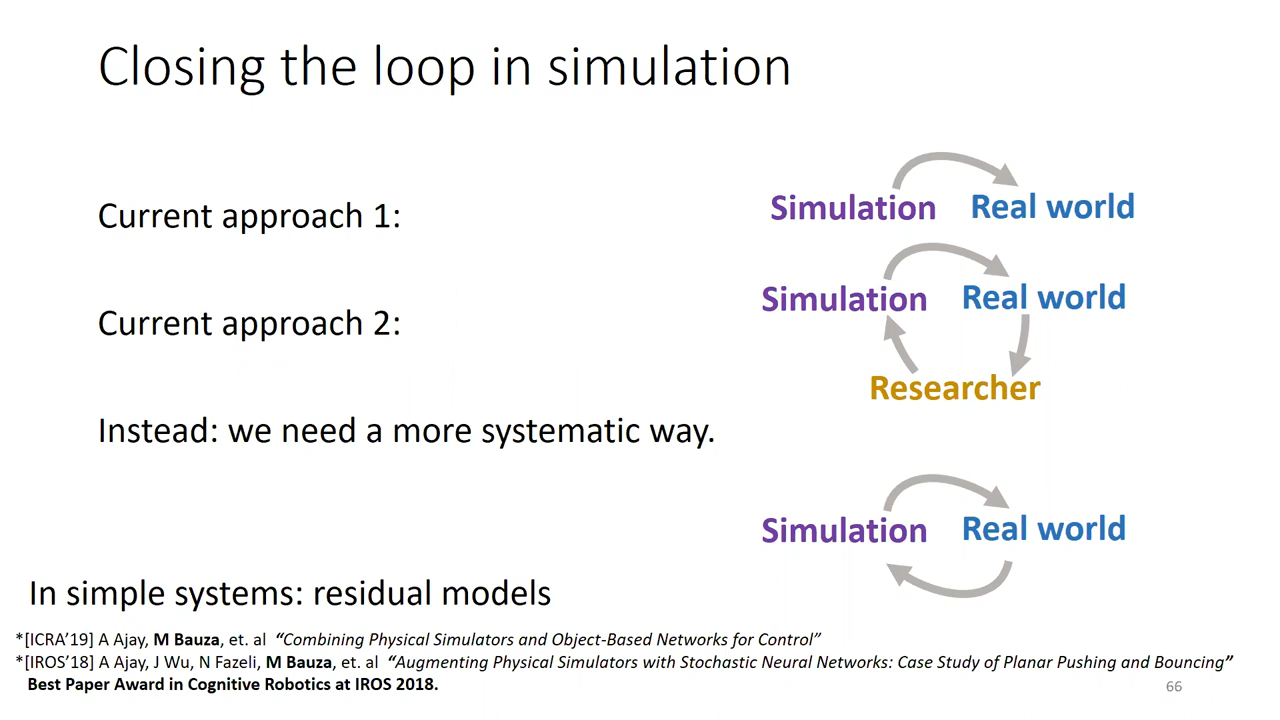 Closing the loop in simulation
Current approach 1:
Simulation Real world
Current approach 2:
Simulation Real world
Researcher
Instead: we need a more systematic way.
Simulation Real world
In simple systems: residual models
*[ICRA’19] A Ajay, M Bauza, et. al “Combining Physical Simulators and Object-Based Networks for Control”
*[IROS’18] A Ajay, J Wu, N Fazeli, M Bauza, et. al “Augmenting Physical Simulators with Stochastic Neural Networks: Case Study of Planar Pushing and Bouncing”
Best Paper Award in Cognitive Robotics at IROS 2018.
66